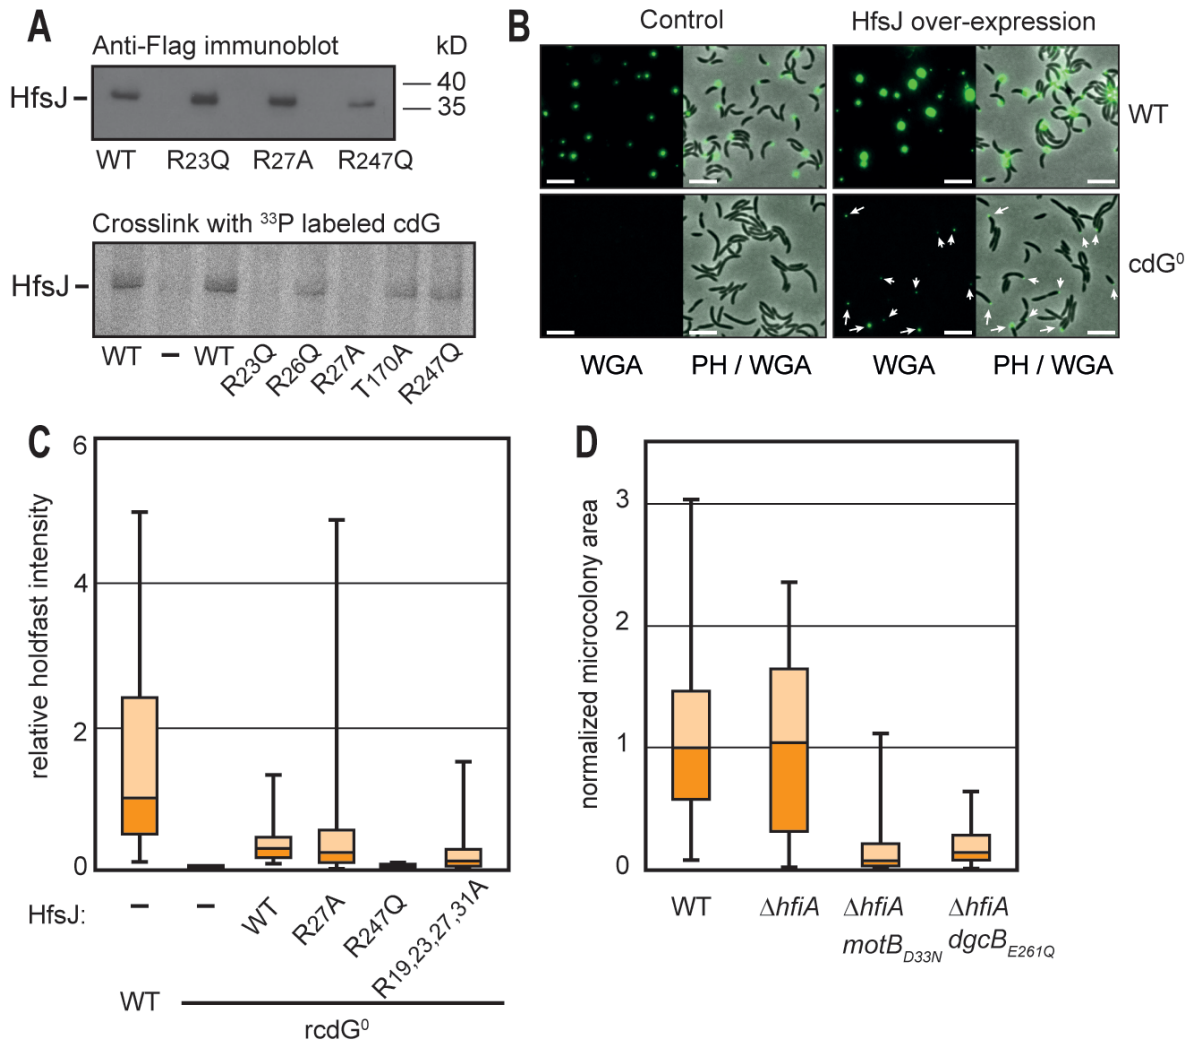 A
Anti-Flag immunoblot
kD
HfsJ
40
35
WT R23Q R27A R247Q
Crosslink with ³³P labeled cdG
HfsJ
WT – WT R23Q R26Q R27A T170A R247Q
B
Control HfsJ over-expression
WT
cdG⁰
WGA PH / WGA WGA PH / WGA
C
relative holdfast intensity
6
4
2
0
HfsJ: – – WT R27A R247Q R19,23,27,31A
WT
rcdG⁰
D
normalized microcolony area
3
2
1
0
WT ΔhfiA ΔhfiA ΔhfiA
motB_D33N dgcB_E261Q